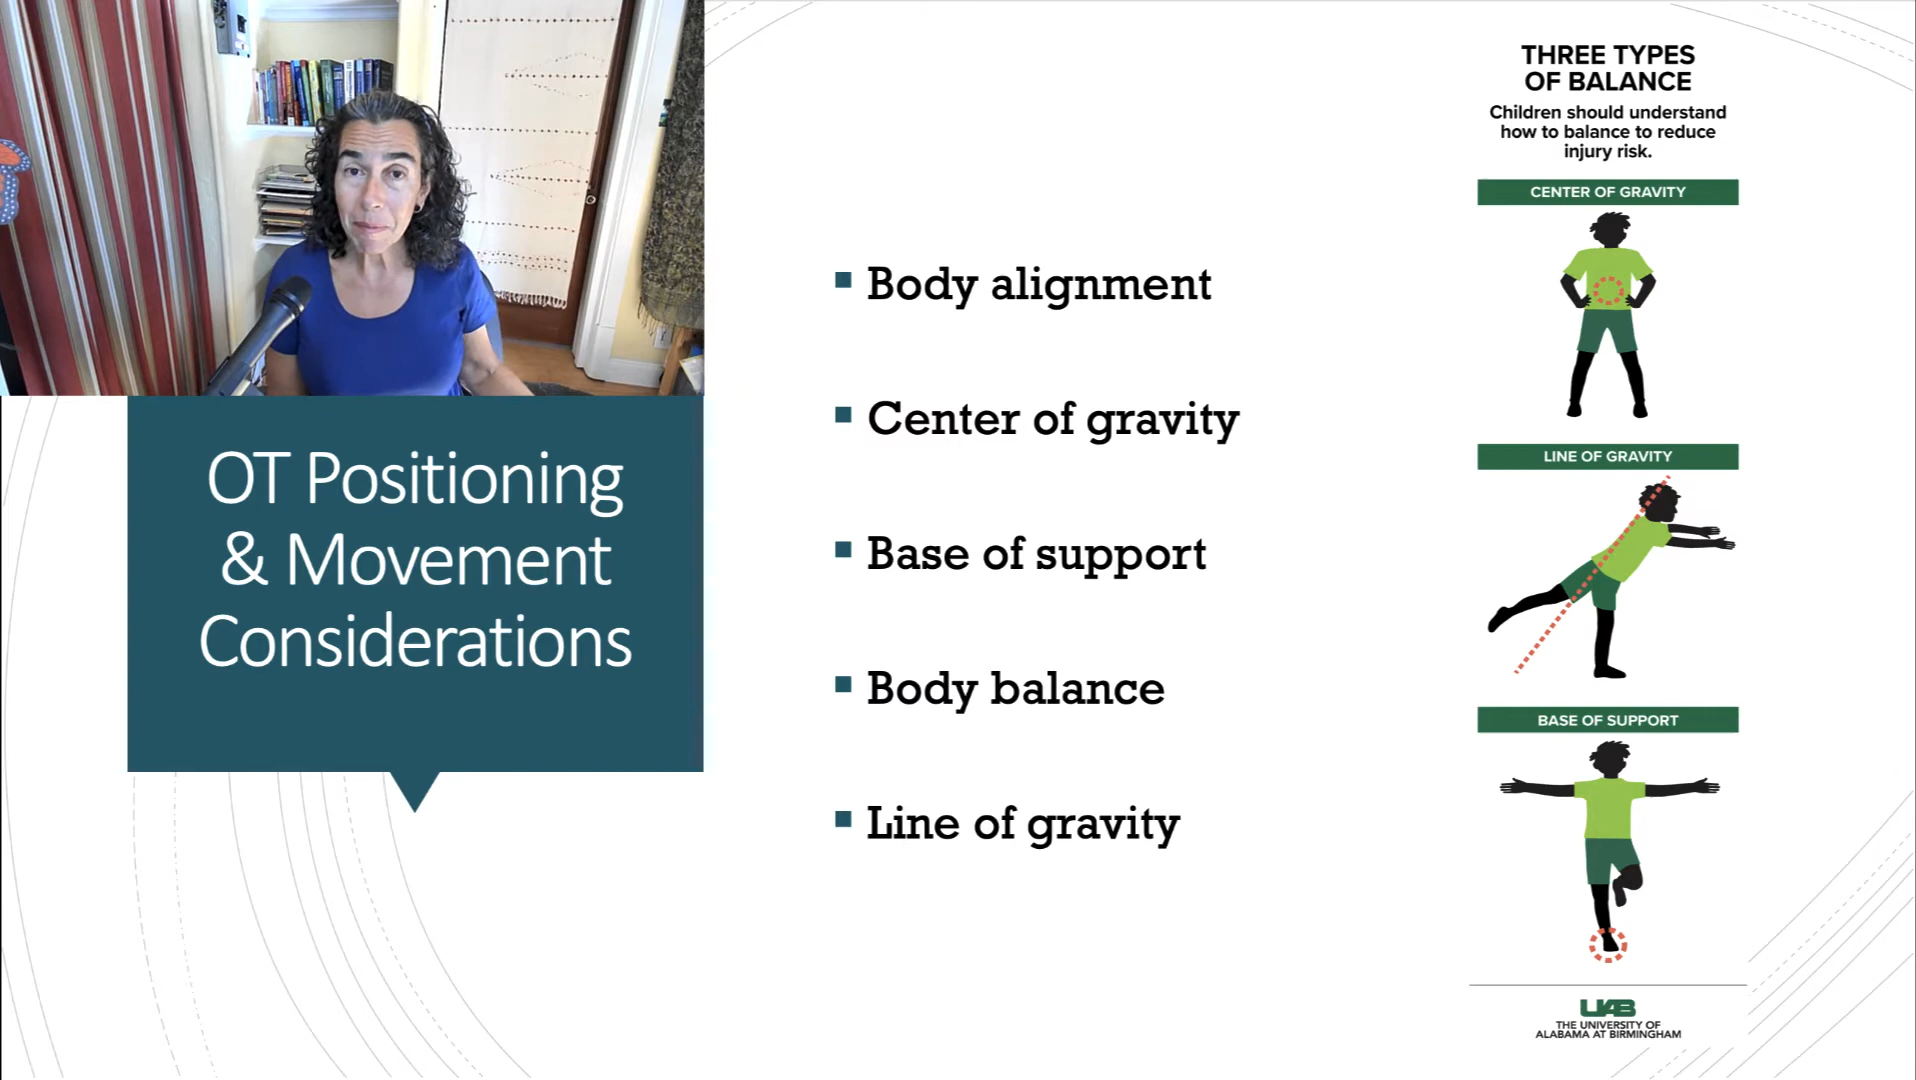 OT Positioning
& Movement
Considerations
Body alignment
Center of gravity
Base of support
Body balance
Line of gravity
THREE TYPES
OF BALANCE
Children should understand
how to balance to reduce
injury risk.
CENTER OF GRAVITY
LINE OF GRAVITY
BASE OF SUPPORT
UAB
THE UNIVERSITY OF
ALABAMA AT BIRMINGHAM